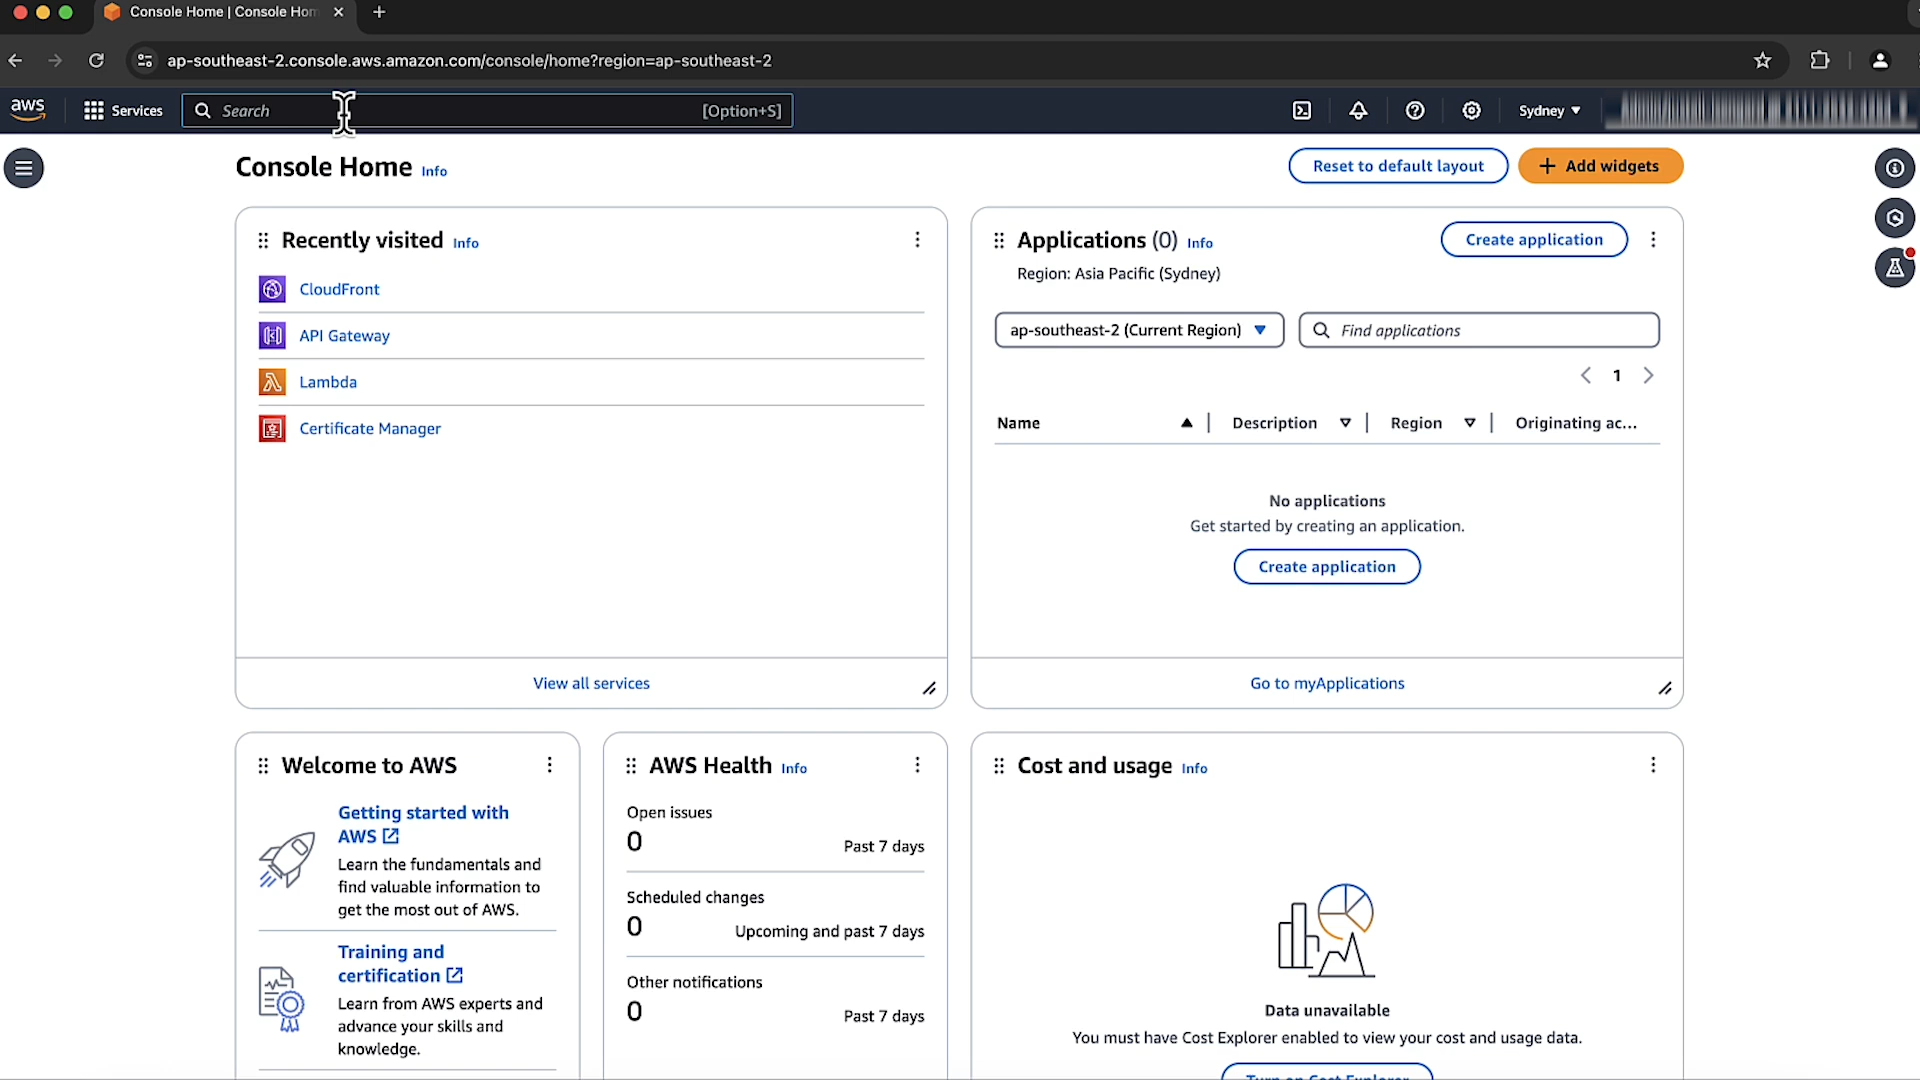 Console Home | Console Hom
ap-southeast-2.console.aws.amazon.com/console/home?region=ap-southeast-2
aws
Services
Search
[Option+S]
Sydney
Console Home Info
Reset to default layout
Add widgets
Recently visited Info
CloudFront
API Gateway
Lambda
Certificate Manager
View all services
Applications (0) Info
Create application
Region: Asia Pacific (Sydney)
ap-southeast-2 (Current Region)
Find applications
1
Name
Description
Region
Originating ac...
No applications
Get started by creating an application.
Create application
Go to myApplications
Welcome to AWS
Getting started with
AWS
Learn the fundamentals and
find valuable information to
get the most out of AWS.
Training and
certification
Learn from AWS experts and
advance your skills and
knowledge.
AWS Health Info
Open issues
0
Past 7 days
Scheduled changes
0
Upcoming and past 7 days
Other notifications
0
Past 7 days
Cost and usage Info
Data unavailable
You must have Cost Explorer enabled to view your cost and usage data.
Turn on Cost Explorer